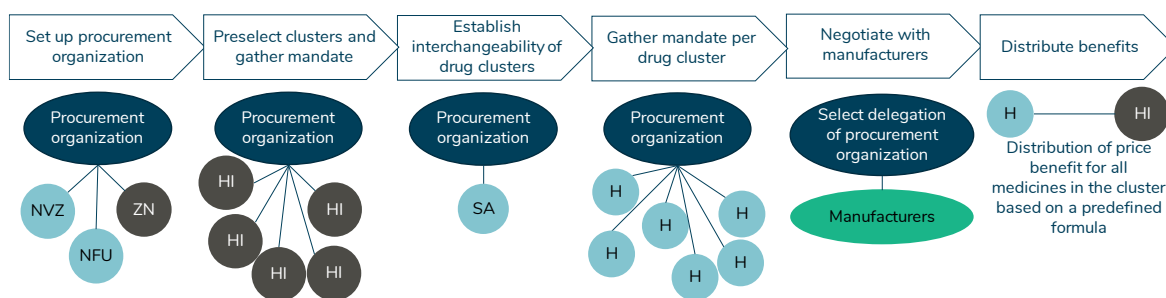 Set up procurement
organization
Preselect clusters and
gather mandate
Establish
interchangeability of
drug clusters
Gather mandate per
drug cluster
Negotiate with
manufacturers
Distribute benefits
Procurement
organization
NVZ
NFU
ZN
Procurement
organization
HI
HI
HI
HI
HI
Procurement
organization
SA
Procurement
organization
H
H
H
H
H
H
Select delegation
of procurement
organization
Manufacturers
H
HI
Distribution of price
benefit for all
medicines in the cluster
based on a predefined
formula